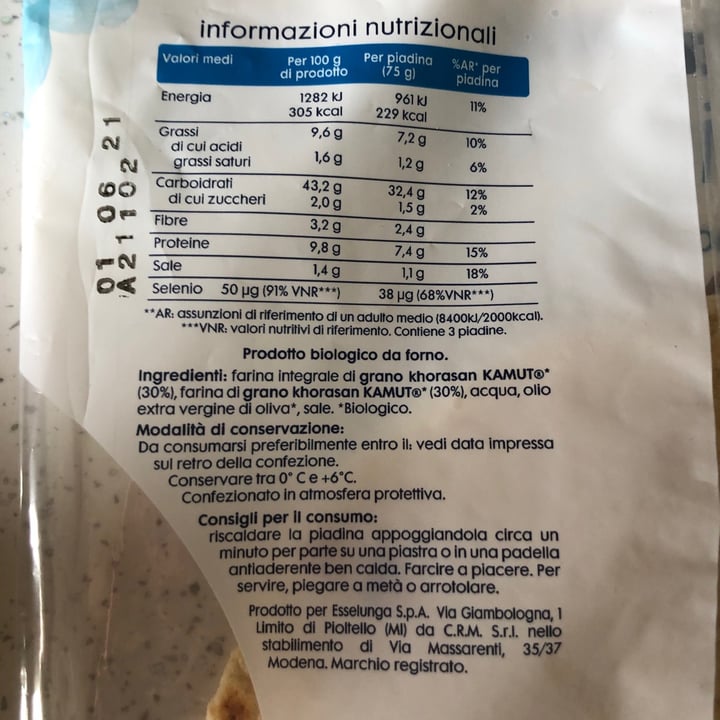 informazioni nutrizionali
Valori medi Per 100 g di prodotto Per piadina (75 g) %AR* per piadina
Energia 1282 kJ 961 kJ 11%
305 kcal 229 kcal
Grassi 9,6 g 7,2 g 10%
di cui acidi
grassi saturi 1,6 g 1,2 g 6%
Carboidrati 43,2 g 32,4 g 12%
di cui zuccheri 2,0 g 1,5 g 2%
Fibre 3,2 g 2,4 g
Proteine 9,8 g 7,4 g 15%
Sale 1,4 g 1,1 g 18%
Selenio 50 µg (91% VNR***) 38 µg (68%VNR***)
**AR: assunzioni di riferimento di un adulto medio (8400kJ/2000kcal).
***VNR: valori nutritivi di riferimento. Contiene 3 piadine.
Prodotto biologico da forno.
Ingredienti: farina integrale di grano khorasan KAMUT®*
(30%), farina di grano khorasan KAMUT®* (30%), acqua, olio
extra vergine di oliva*, sale. *Biologico.
Modalità di conservazione:
Da consumarsi preferibilmente entro il: vedi data impressa
sul retro della confezione.
Conservare tra 0° C e +6°C.
Confezionato in atmosfera protettiva.
Consigli per il consumo:
riscaldare la piadina appoggiandola circa un
minuto per parte su una piastra o in una padella
antiaderente ben calda. Farcire a piacere. Per
servire, piegare a metà o arrotolare.
Prodotto per Esselunga S.p.A. Via Giambologna, 1
Limito di Pioltello (MI) da C.R.M. S.r.l. nello
stabilimento di Via Massarenti, 35/37
Modena. Marchio registrato.
01 06 21
A21102